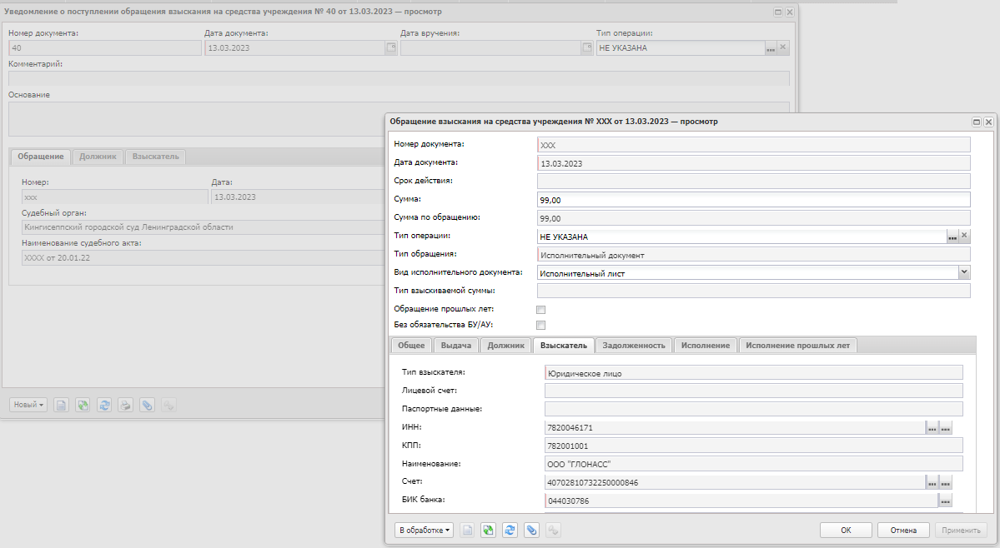 Уведомление о поступлении обращения взыскания на средства учреждения № 40 от 13.03.2023 — просмотр
Номер документа: Дата документа: Дата вручения: Тип операции:
40 13.03.2023 НЕ УКАЗАНА
Комментарий:
Основание
Обращение Должник Взыскатель
Номер: Дата:
xxx 13.03.2023
Судебный орган:
Кингисеппский городской суд Ленинградской области
Наименование судебного акта:
XXXX от 20.01.22
Новый
Обращение взыскания на средства учреждения № XXX от 13.03.2023 — просмотр
Номер документа: XXX
Дата документа: 13.03.2023
Срок действия:
Сумма: 99,00
Сумма по обращению: 99,00
Тип операции: НЕ УКАЗАНА
Тип обращения: Исполнительный документ
Вид исполнительного документа: Исполнительный лист
Тип взыскиваемой суммы:
Обращение прошлых лет:
Без обязательства БУ/АУ:
Общее Выдача Должник Взыскатель Задолженность Исполнение Исполнение прошлых лет
Тип взыскателя: Юридическое лицо
Лицевой счет:
Паспортные данные:
ИНН: 7820046171
КПП: 782001001
Наименование: ООО "ГЛОНАСС"
Счет: 40702810732250000846
БИК банка: 044030786
В обработке ОК Отмена Применить